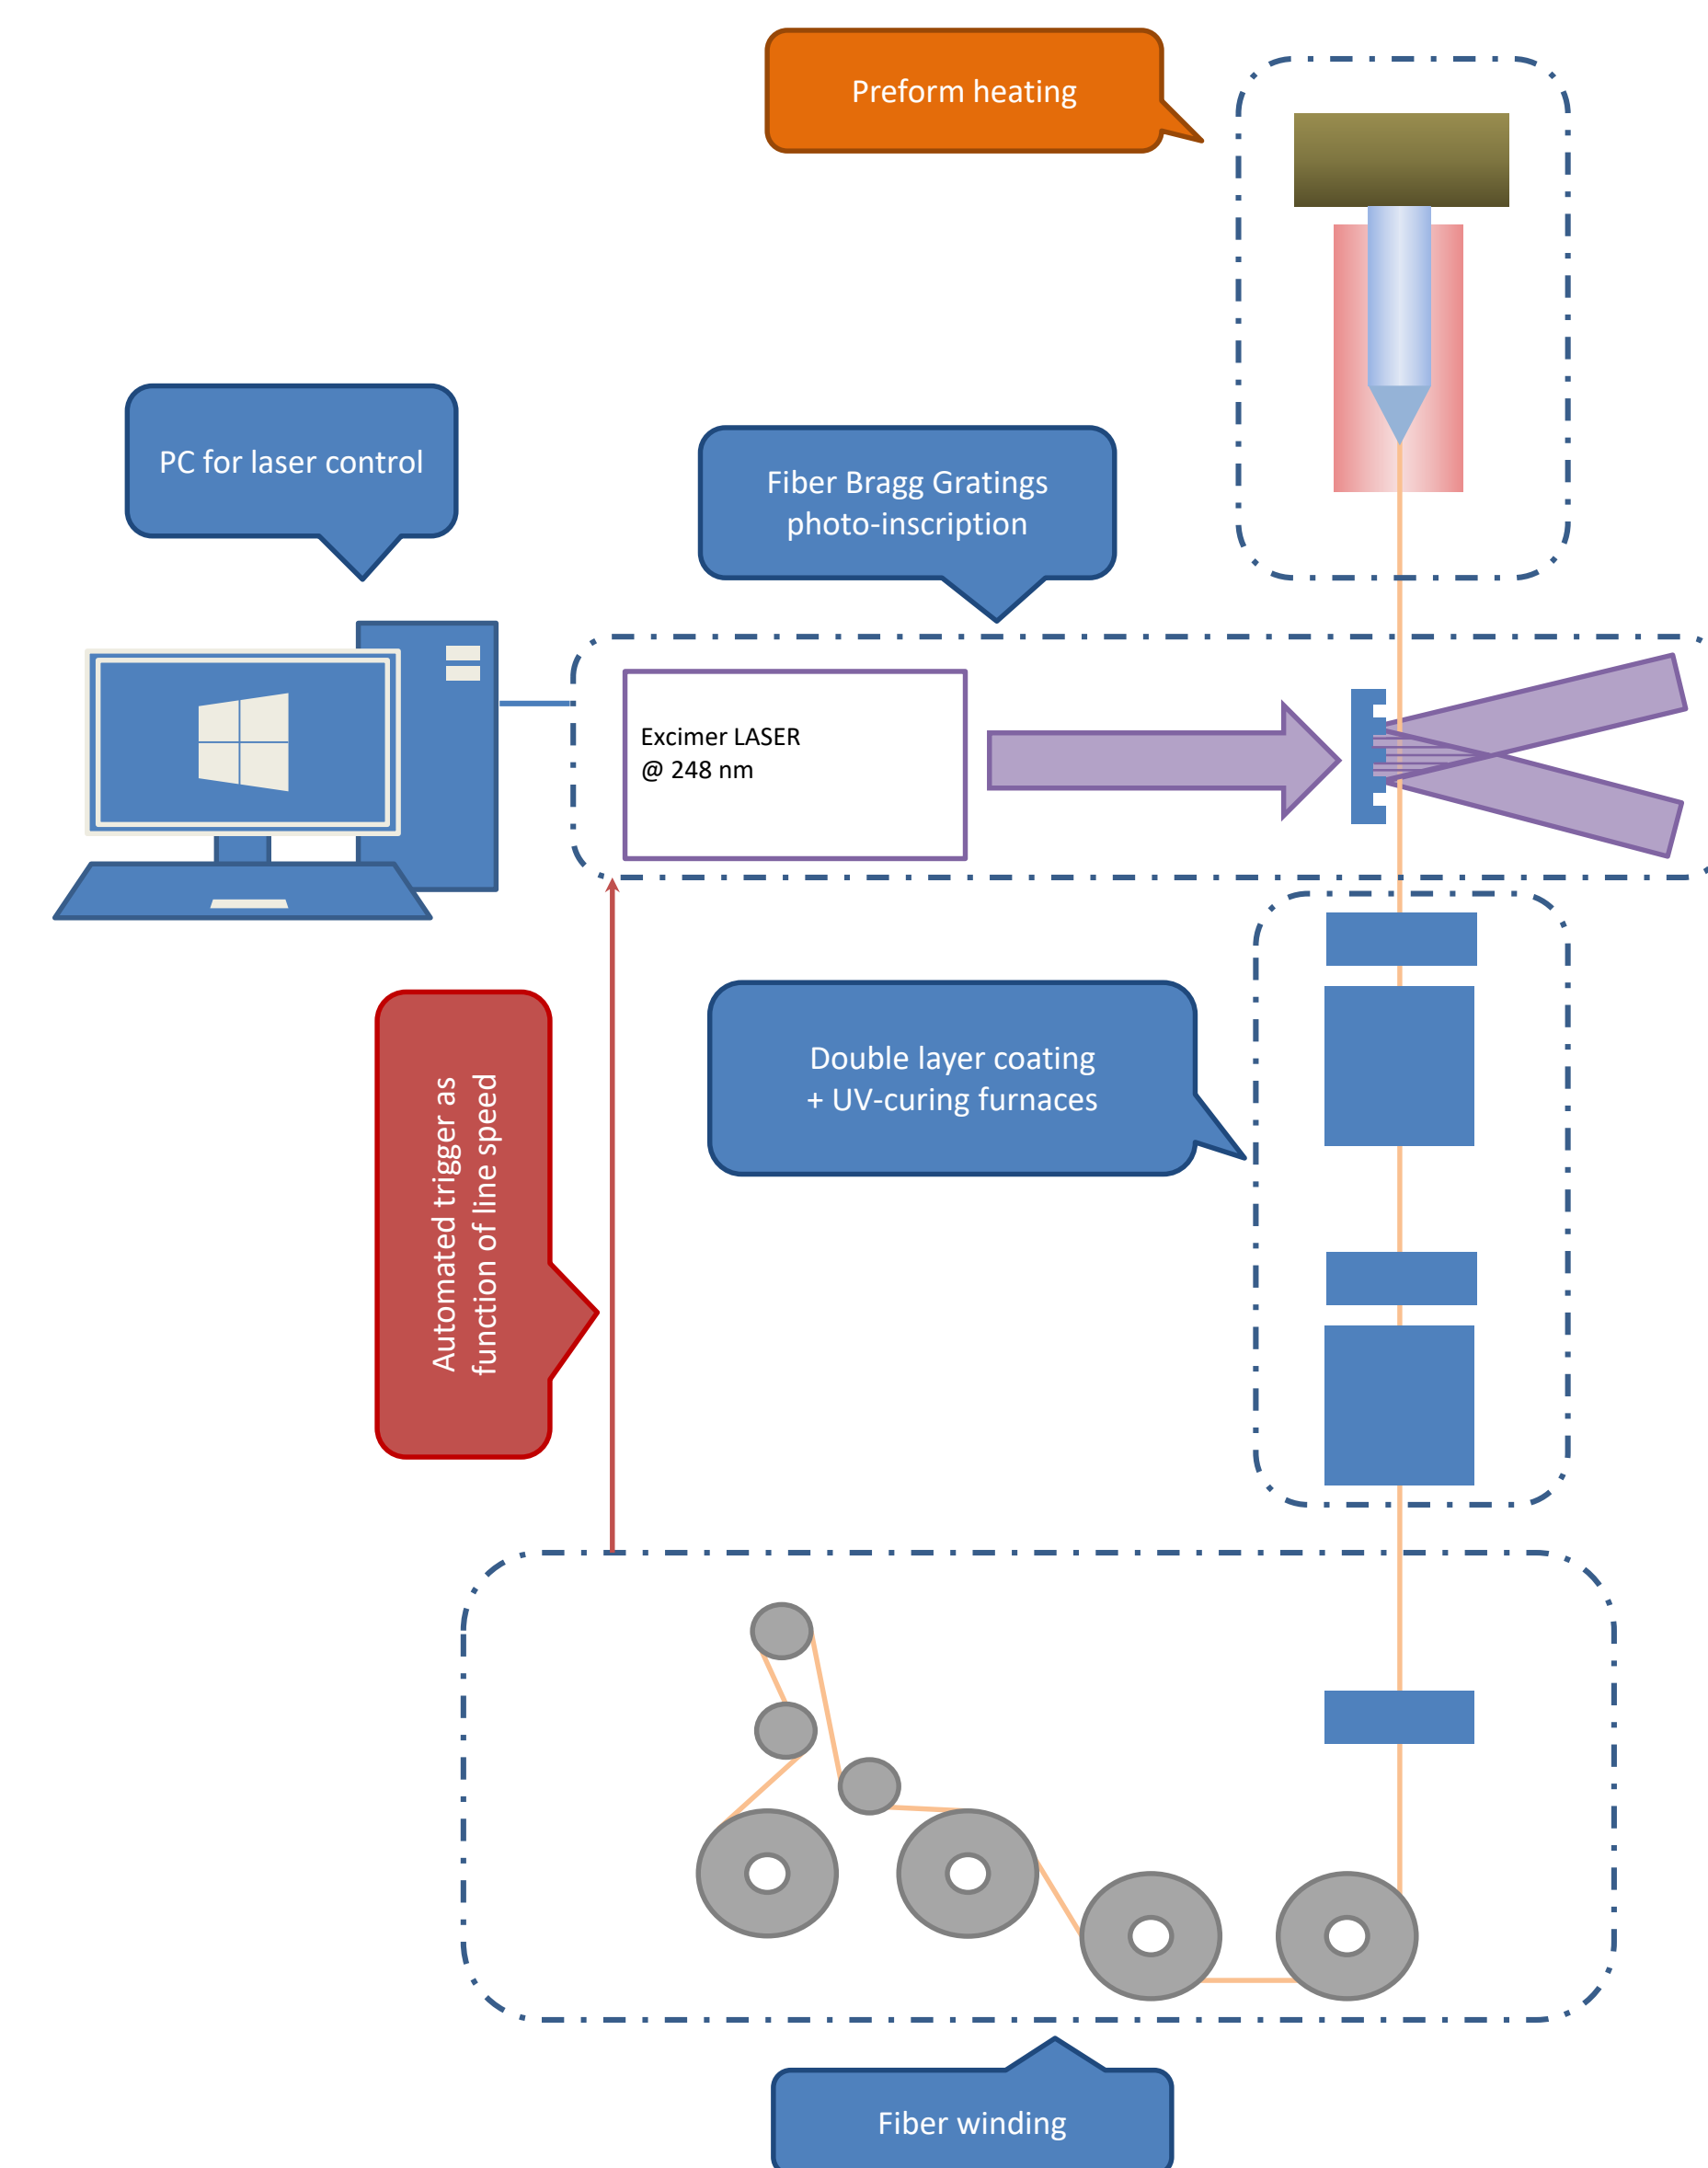 Preform heating
PC for laser control
Fiber Bragg Gratings
photo-inscription
Excimer LASER
@ 248 nm
Double layer coating
+ UV-curing furnaces
Automated trigger as
function of line speed
Fiber winding